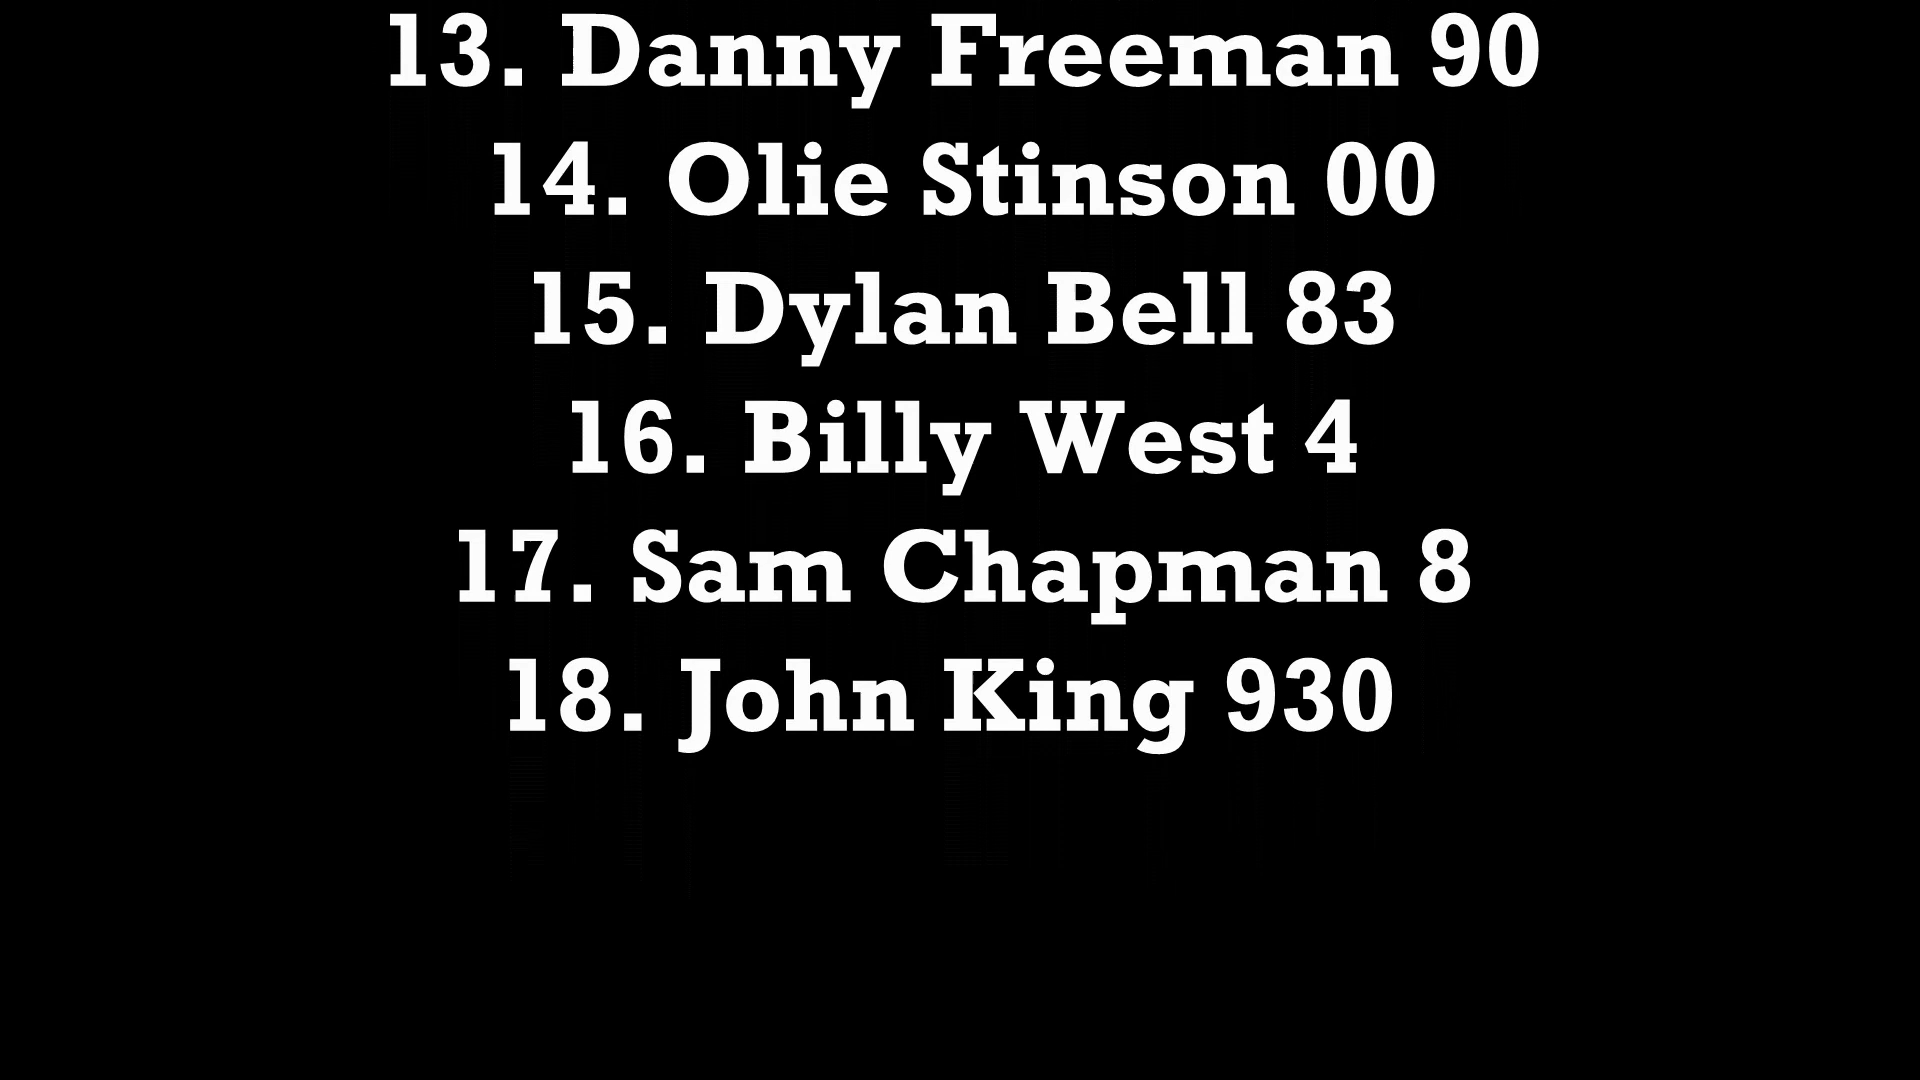 13. Danny Freeman 90
14. Olie Stinson 00
15. Dylan Bell 83
16. Billy West 4
17. Sam Chapman 8
18. John King 930